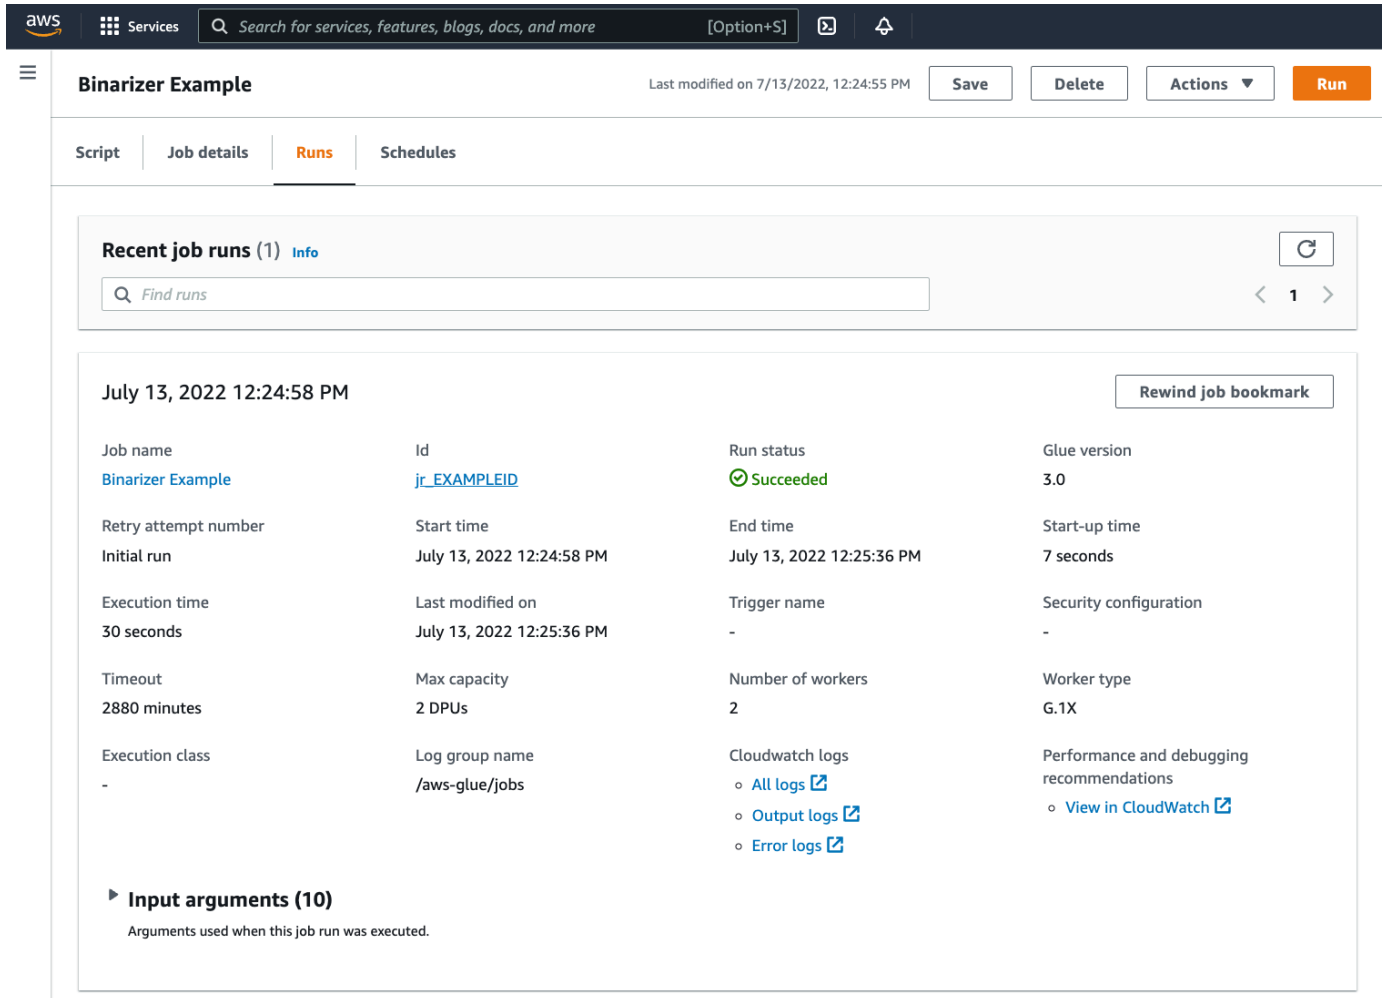 aws
Services
Search for services, features, blogs, docs, and more [Option+S]
Binarizer Example
Last modified on 7/13/2022, 12:24:55 PM
Save
Delete
Actions
Run
Script
Job details
Runs
Schedules
Recent job runs (1) Info
Find runs
1
July 13, 2022 12:24:58 PM
Rewind job bookmark
Job name
Binarizer Example
Id
jr_EXAMPLEID
Run status
Succeeded
Glue version
3.0
Retry attempt number
Initial run
Start time
July 13, 2022 12:24:58 PM
End time
July 13, 2022 12:25:36 PM
Start-up time
7 seconds
Execution time
30 seconds
Last modified on
July 13, 2022 12:25:36 PM
Trigger name
-
Security configuration
-
Timeout
2880 minutes
Max capacity
2 DPUs
Number of workers
2
Worker type
G.1X
Execution class
-
Log group name
/aws-glue/jobs
Cloudwatch logs
All logs
Output logs
Error logs
Performance and debugging
recommendations
View in CloudWatch
Input arguments (10)
Arguments used when this job run was executed.